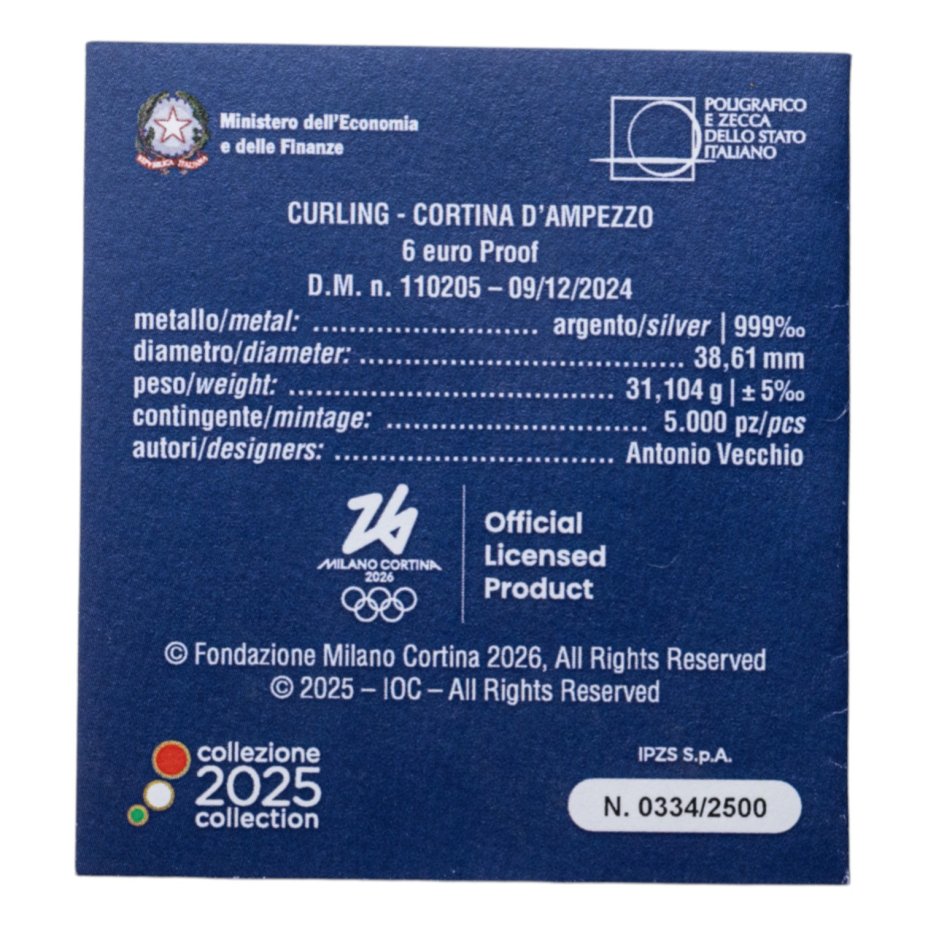 Ministero dell'Economia
e delle Finanze
REPVBBLICA ITALIANA
POLIGRAFICO
E ZECCA
DELLO STATO
ITALIANO
CURLING - CORTINA D'AMPEZZO
6 euro Proof
D.M. n. 110205 – 09/12/2024
metallo/metal: ............................. argento/silver | 999‰
diametro/diameter: ........................................... 38,61 mm
peso/weight: ........................................... 31,104 g | ± 5‰
contingente/mintage: .................................. 5.000 pz/pcs
autori/designers: ..................................... Antonio Vecchio
MILANO CORTINA
2026
Official
Licensed
Product
© Fondazione Milano Cortina 2026, All Rights Reserved
© 2025 – IOC – All Rights Reserved
collezione
2025
collection
IPZS S.p.A.
N. 0334/2500